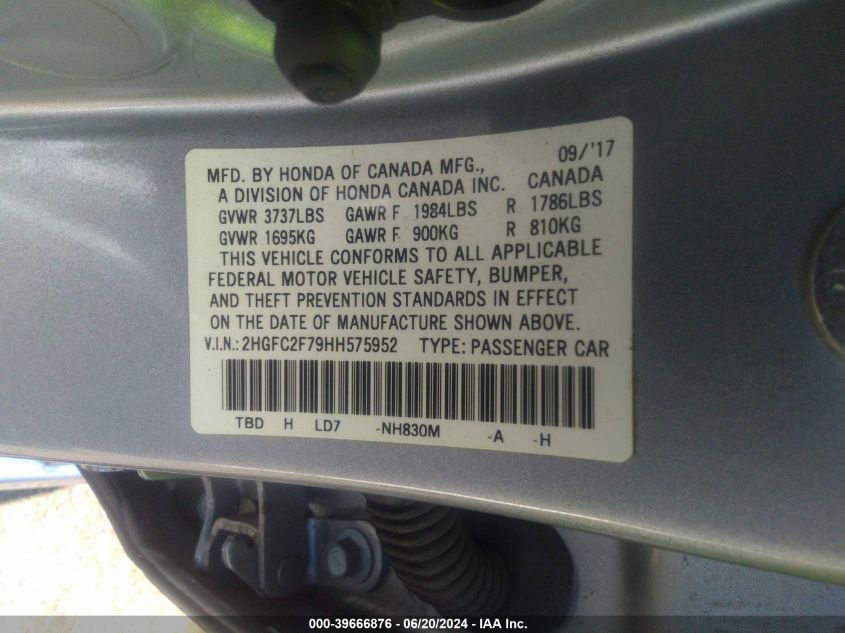 09/'17
MFD. BY HONDA OF CANADA MFG.,
A DIVISION OF HONDA CANADA INC. CANADA
GVWR 3737LBS GAWR F 1984LBS R 1786LBS
GVWR 1695KG GAWR F 900KG R 810KG
THIS VEHICLE CONFORMS TO ALL APPLICABLE
FEDERAL MOTOR VEHICLE SAFETY, BUMPER,
AND THEFT PREVENTION STANDARDS IN EFFECT
ON THE DATE OF MANUFACTURE SHOWN ABOVE.
V.I.N.: 2HGFC2F79HH575952 TYPE: PASSENGER CAR
TBD H LD7 -NH830M -A -H
000-39666876 - 06/20/2024 - IAA Inc.